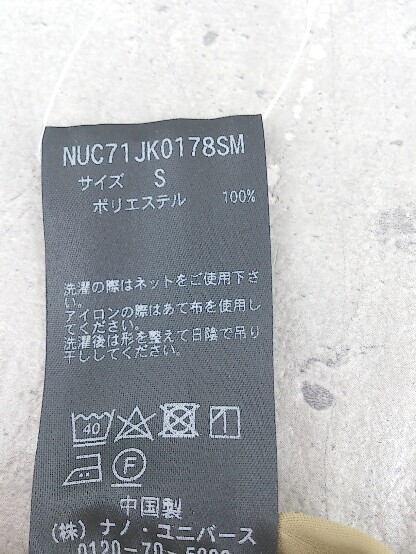 NUC71JK0178SM
サイズ S
ポリエステル 100%
洗濯の際はネットをご使用下さ
い。
アイロンの際はあて布を使用し
てください。
洗濯後は形を整えて日陰で吊り
干ししてください。
40
F
中国製
(株) ナノ・ユニバース
0120-70-